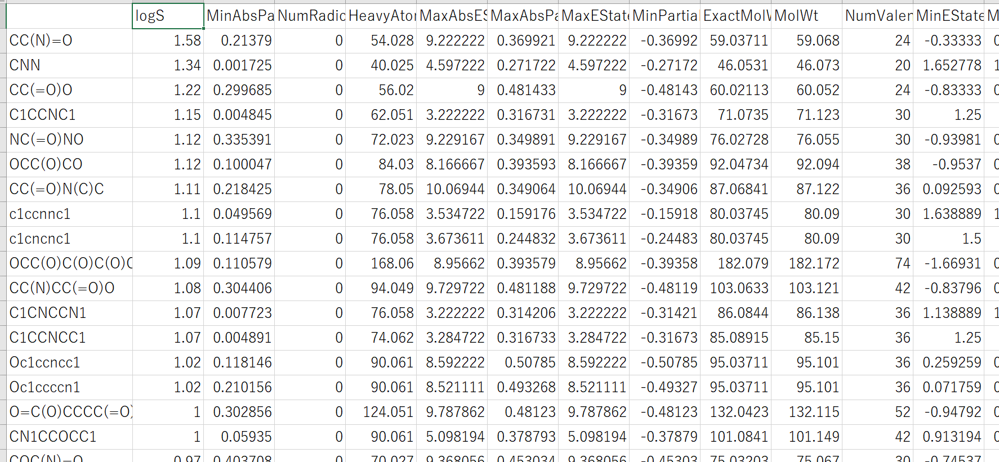 logS MinAbsPa NumRadic HeavyAtor MaxAbsES MaxAbsPa MaxEState MinPartial ExactMolW MolWt NumValen MinEState M
CC(N)=O 1.58 0.21379 0 54.028 9.222222 0.369921 9.222222 -0.36992 59.03711 59.068 24 -0.33333
CNN 1.34 0.001725 0 40.025 4.597222 0.271722 4.597222 -0.27172 46.0531 46.073 20 1.652778 1
CC(=O)O 1.22 0.299685 0 56.02 9 0.481433 9 -0.48143 60.02113 60.052 24 -0.83333
C1CCNC1 1.15 0.004845 0 62.051 3.222222 0.316731 3.222222 -0.31673 71.0735 71.123 30 1.25
NC(=O)NO 1.12 0.335391 0 72.023 9.229167 0.349891 9.229167 -0.34989 76.02728 76.055 30 -0.93981
OCC(O)CO 1.12 0.100047 0 84.03 8.166667 0.393593 8.166667 -0.39359 92.04734 92.094 38 -0.9537
CC(=O)N(C)C 1.11 0.218425 0 78.05 10.06944 0.349064 10.06944 -0.34906 87.06841 87.122 36 0.092593
c1ccnnc1 1.1 0.049569 0 76.058 3.534722 0.159176 3.534722 -0.15918 80.03745 80.09 30 1.638889 1
c1cncnc1 1.1 0.114757 0 76.058 3.673611 0.244832 3.673611 -0.24483 80.03745 80.09 30 1.5
OCC(O)C(O)C(O)C 1.09 0.110579 0 168.06 8.95662 0.393579 8.95662 -0.39358 182.079 182.172 74 -1.66931
CC(N)CC(=O)O 1.08 0.304406 0 94.049 9.729722 0.481188 9.729722 -0.48119 103.0633 103.121 42 -0.83796
C1CNCCN1 1.07 0.007723 0 76.058 3.222222 0.314206 3.222222 -0.31421 86.0844 86.138 36 1.138889 1
C1CCNCC1 1.07 0.004891 0 74.062 3.284722 0.316733 3.284722 -0.31673 85.08915 85.15 36 1.25
Oc1ccncc1 1.02 0.118146 0 90.061 8.592222 0.50785 8.592222 -0.50785 95.03711 95.101 36 0.259259
Oc1ccccn1 1.02 0.210156 0 90.061 8.521111 0.493268 8.521111 -0.49327 95.03711 95.101 36 0.071759
O=C(O)CCCC(=O) 1 0.302856 0 124.051 9.787862 0.48123 9.787862 -0.48123 132.0423 132.115 52 -0.94792
CN1CCOCC1 1 0.05935 0 90.061 5.098194 0.378793 5.098194 -0.37879 101.0841 101.149 42 0.913194
COC(N)=O 0.97 0.403708 0 70.027 9.368056 0.453034 9.368056 -0.45303 75.03203 75.067 30 -0.74537